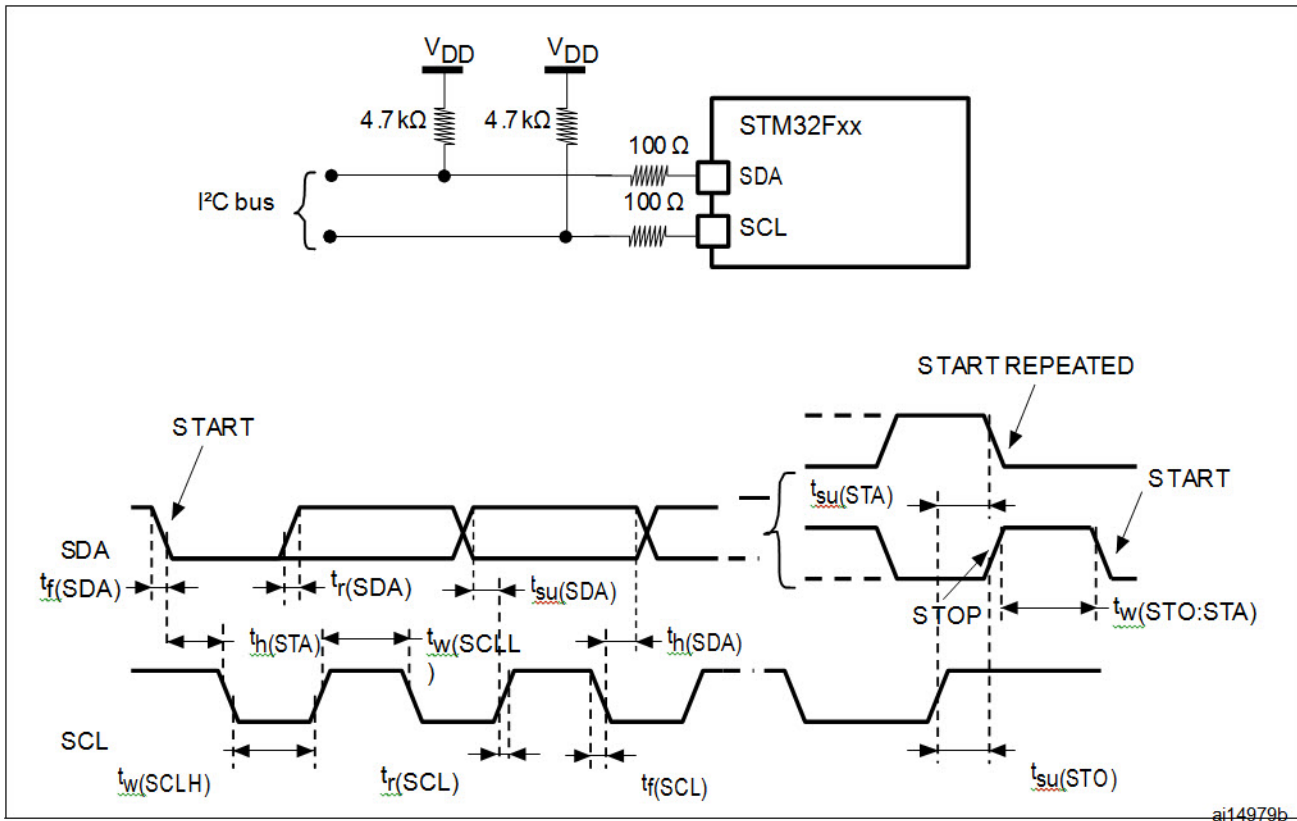 VDD VDD
4.7 kΩ 4.7 kΩ
STM32Fxx
100 Ω
SDA
I²C bus
100 Ω
SCL
START REPEATED
START
tsu(STA)
START
SDA
tf(SDA)
tr(SDA)
tsu(SDA)
STOP
tw(STO:STA)
th(STA)
tw(SCLL
)
th(SDA)
SCL
tw(SCLH)
tr(SCL)
tf(SCL)
tsu(STO)
ai14979b